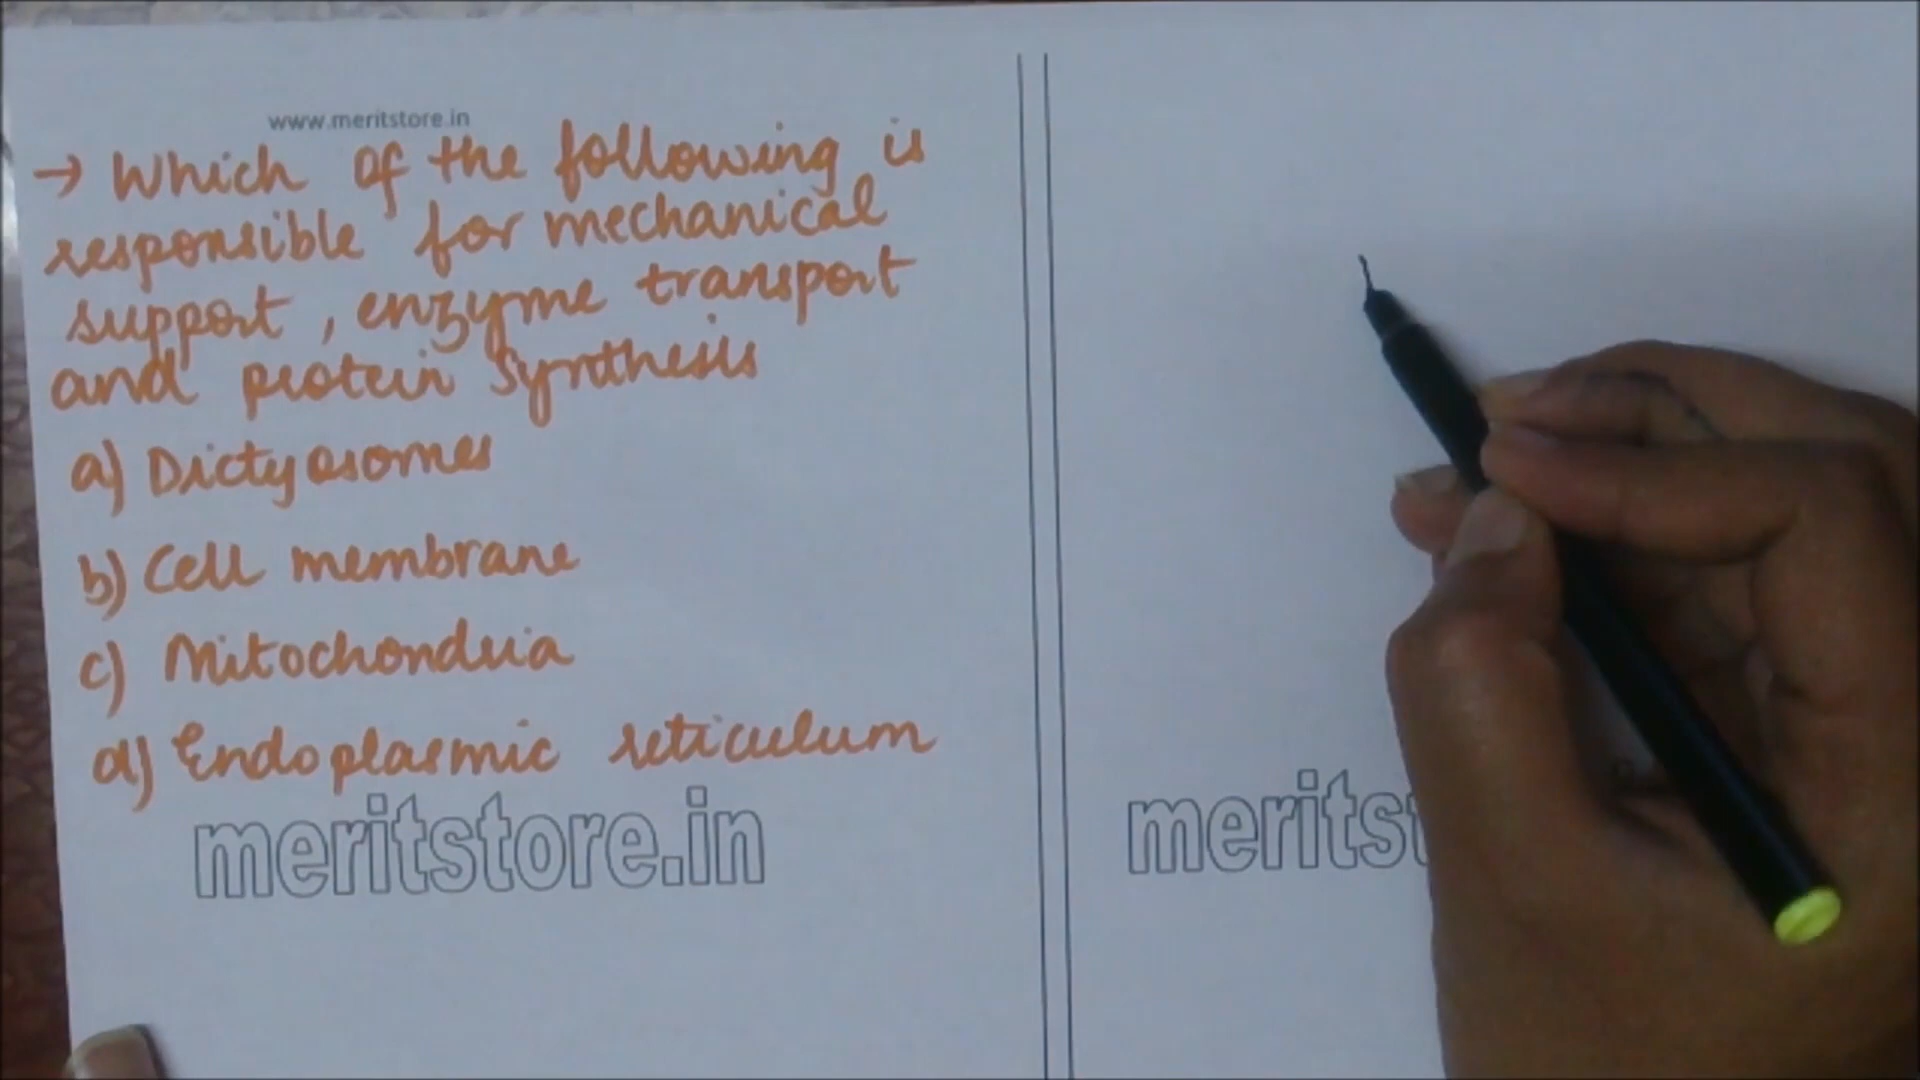 www.meritstore.in
→ Which of the following is
responsible for mechanical
support, enzyme transport
and protein synthesis
a) Dictyosomes
b) Cell membrane
c) Mitochondria
d) Endoplasmic reticulum
meritstore.in
meritst